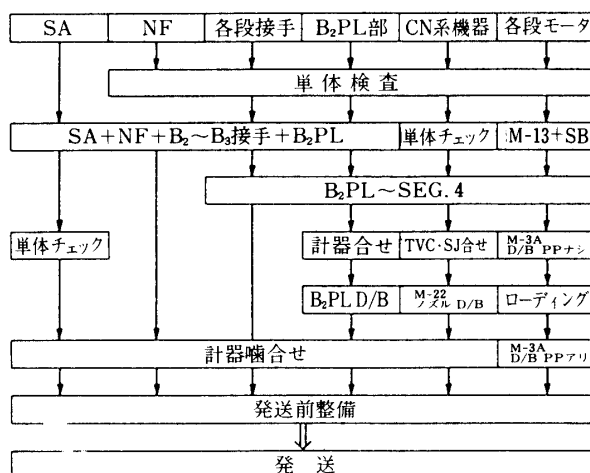 SA NF 各段接手 B₂PL部 CN系機器 各段モータ
単体検査
SA+NF+B₂～B₃接手+B₂PL 単体チェック M-13+SB
B₂PL～SEG.4
単体チェック 計器合せ TVC・SJ合せ M-3A D/B PPナシ
B₂PL D/B M-22 ノズル D/B ローディング
計器噛合せ M-3A D/B PPアリ
発送前整備
発送